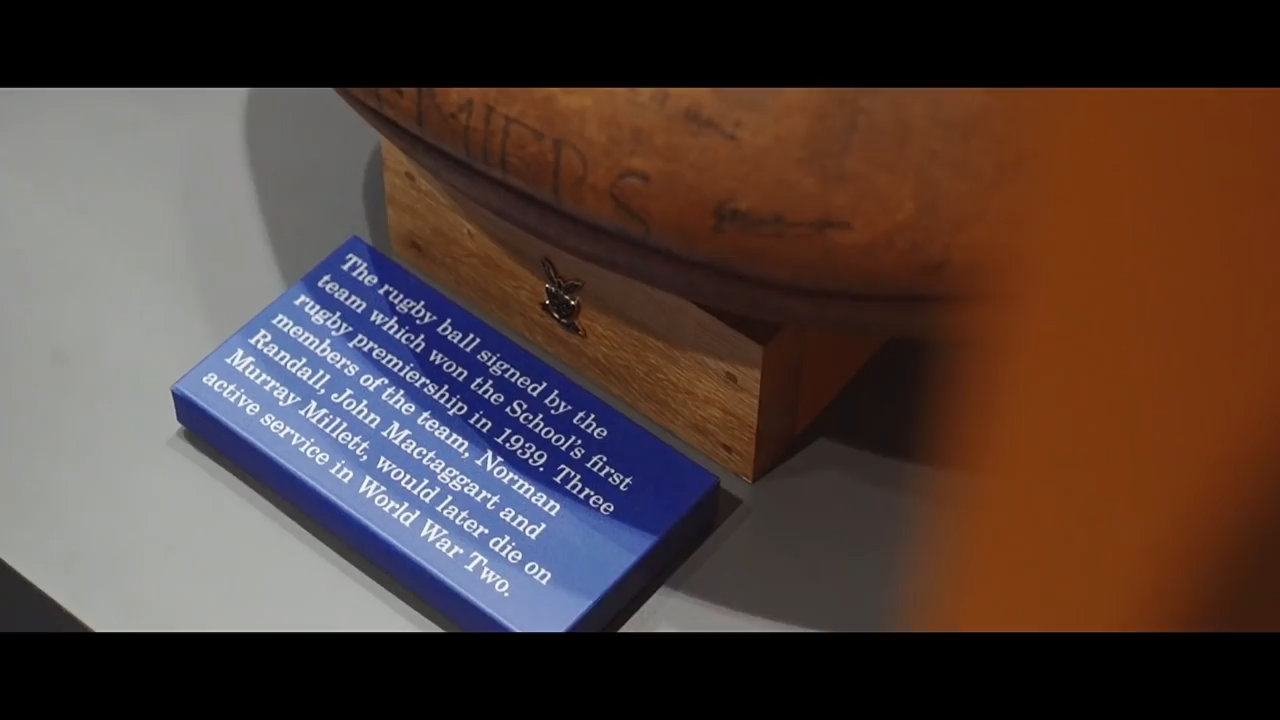 MIERS
The rugby ball signed by the
team which won the School's first
rugby premiership in 1939. Three
members of the team, Norman
Randall, John Mactaggart and
Murray Millett, would later die on
active service in World War Two.